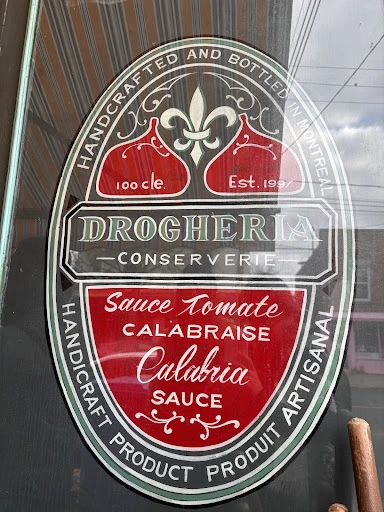 HANDCRAFTED AND BOTTLED IN MONTREAL
100 cle.
Est. 1997
DROGHERIA
—CONSERVERIE—
Sauce Tomate
CALABRAISE
Calabria
SAUCE
HANDICRAFT PRODUCT PRODUIT ARTISANAL